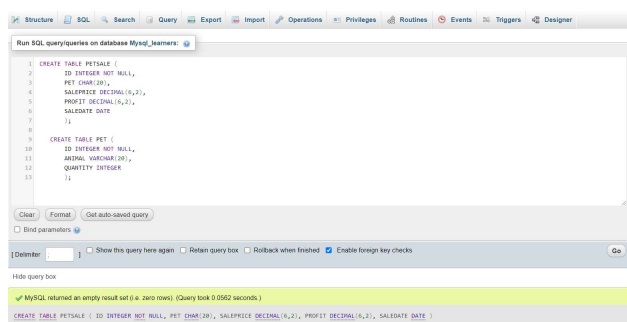 Structure SQL Search Query Export Import Operations Privileges Routines Events Triggers Designer
Run SQL query/queries on database Mysql_learners:
1 CREATE TABLE PETSALE (
2 ID INTEGER NOT NULL,
3 PET CHAR(20),
4 SALEPRICE DECIMAL(6,2),
5 PROFIT DECIMAL(6,2),
6 SALEDATE DATE
7 );
8
9 CREATE TABLE PET (
10 ID INTEGER NOT NULL,
11 ANIMAL VARCHAR(20),
12 QUANTITY INTEGER
13 );
Clear Format Get auto-saved query
Bind parameters
[ Delimiter ; ] Show this query here again Retain query box Rollback when finished Enable foreign key checks Go
Hide query box
MySQL returned an empty result set (i.e. zero rows). (Query took 0.0562 seconds.)
CREATE TABLE PETSALE ( ID INTEGER NOT NULL, PET CHAR(20), SALEPRICE DECIMAL(6,2), PROFIT DECIMAL(6,2), SALEDATE DATE )